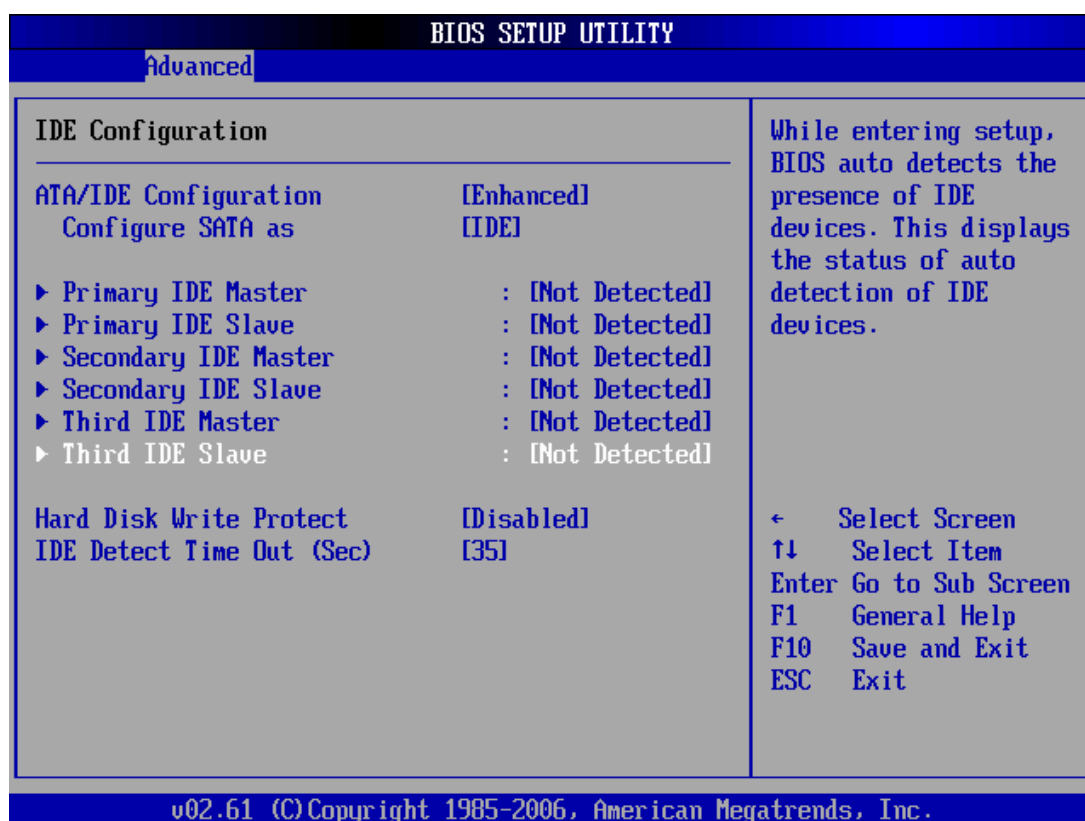 BIOS SETUP UTILITY
Advanced
IDE Configuration
ATA/IDE Configuration [Enhanced]
Configure SATA as [IDE]
Primary IDE Master : [Not Detected]
Primary IDE Slave : [Not Detected]
Secondary IDE Master : [Not Detected]
Secondary IDE Slave : [Not Detected]
Third IDE Master : [Not Detected]
Third IDE Slave : [Not Detected]
Hard Disk Write Protect [Disabled]
IDE Detect Time Out (Sec) [35]
While entering setup,
BIOS auto detects the
presence of IDE
devices. This displays
the status of auto
detection of IDE
devices.
← Select Screen
↑↓ Select Item
Enter Go to Sub Screen
F1 General Help
F10 Save and Exit
ESC Exit
v02.61 (C)Copyright 1985-2006, American Megatrends, Inc.